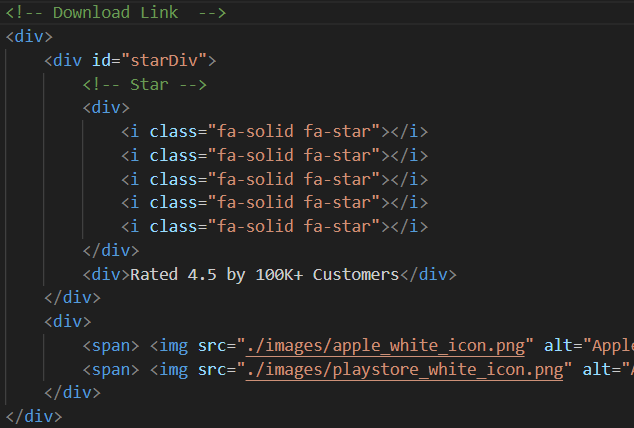 <!-- Download Link  -->
<div>
    <div id="starDiv">
        <!-- Star -->
        <div>
            <i class="fa-solid fa-star"></i>
            <i class="fa-solid fa-star"></i>
            <i class="fa-solid fa-star"></i>
            <i class="fa-solid fa-star"></i>
            <i class="fa-solid fa-star"></i>
        </div>
        <div>Rated 4.5 by 100K+ Customers</div>
    </div>
    <div>
        <span> <img src="./images/apple_white_icon.png" alt="Appl
        <span> <img src="./images/playstore_white_icon.png" alt="
    </div>
</div>